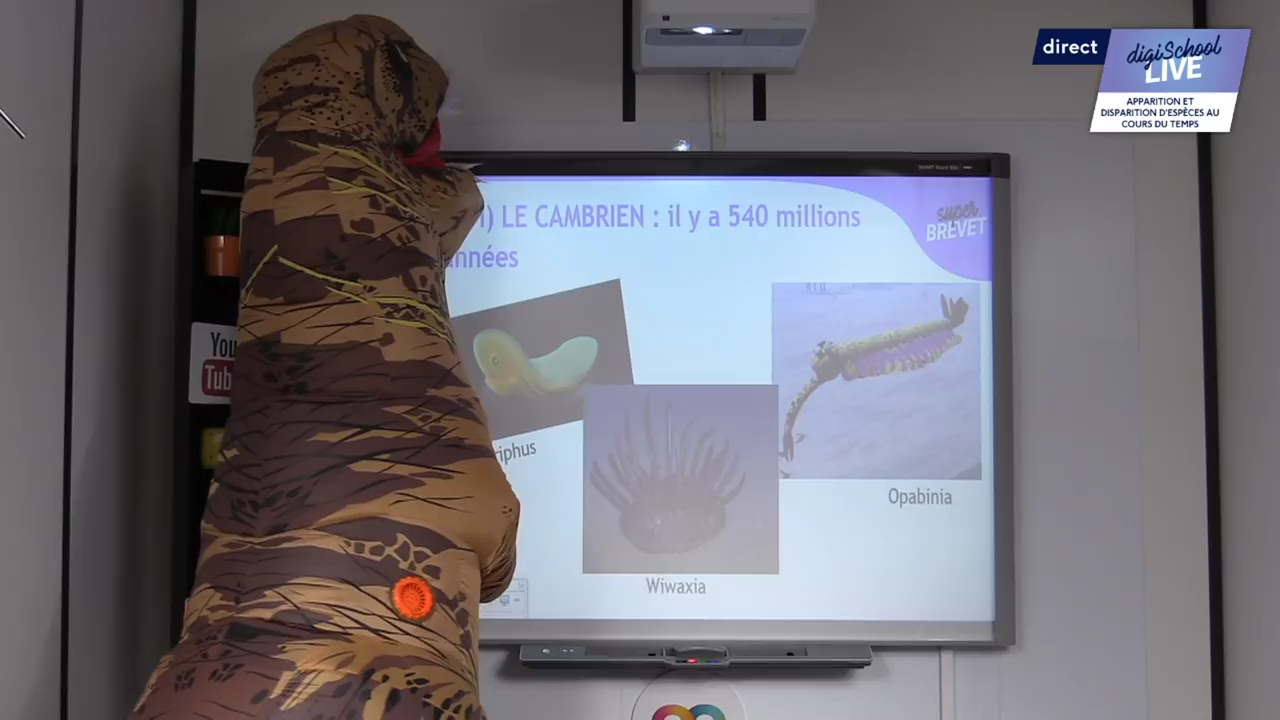 direct
digiSchool
LIVE
APPARITION ET
DISPARITION D'ESPÈCES AU
COURS DU TEMPS
LE CAMBRIEN : il y a 540 millions
nnées
super
BREVET
riphus
Wiwaxia
Opabinia
You
Tub